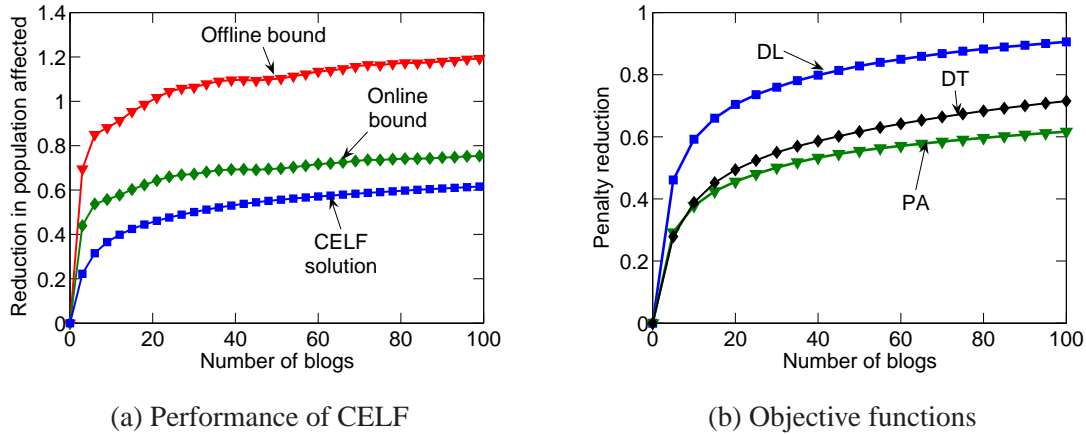 1.4
1.2
1
0.8
0.6
0.4
0.2
0
Reduction in population affected
Offline bound
Online
bound
CELF
solution
0 20 40 60 80 100
Number of blogs
(a) Performance of CELF
1
0.8
0.6
0.4
0.2
0
Penalty reduction
DL
DT
PA
0 20 40 60 80 100
Number of blogs
(b) Objective functions